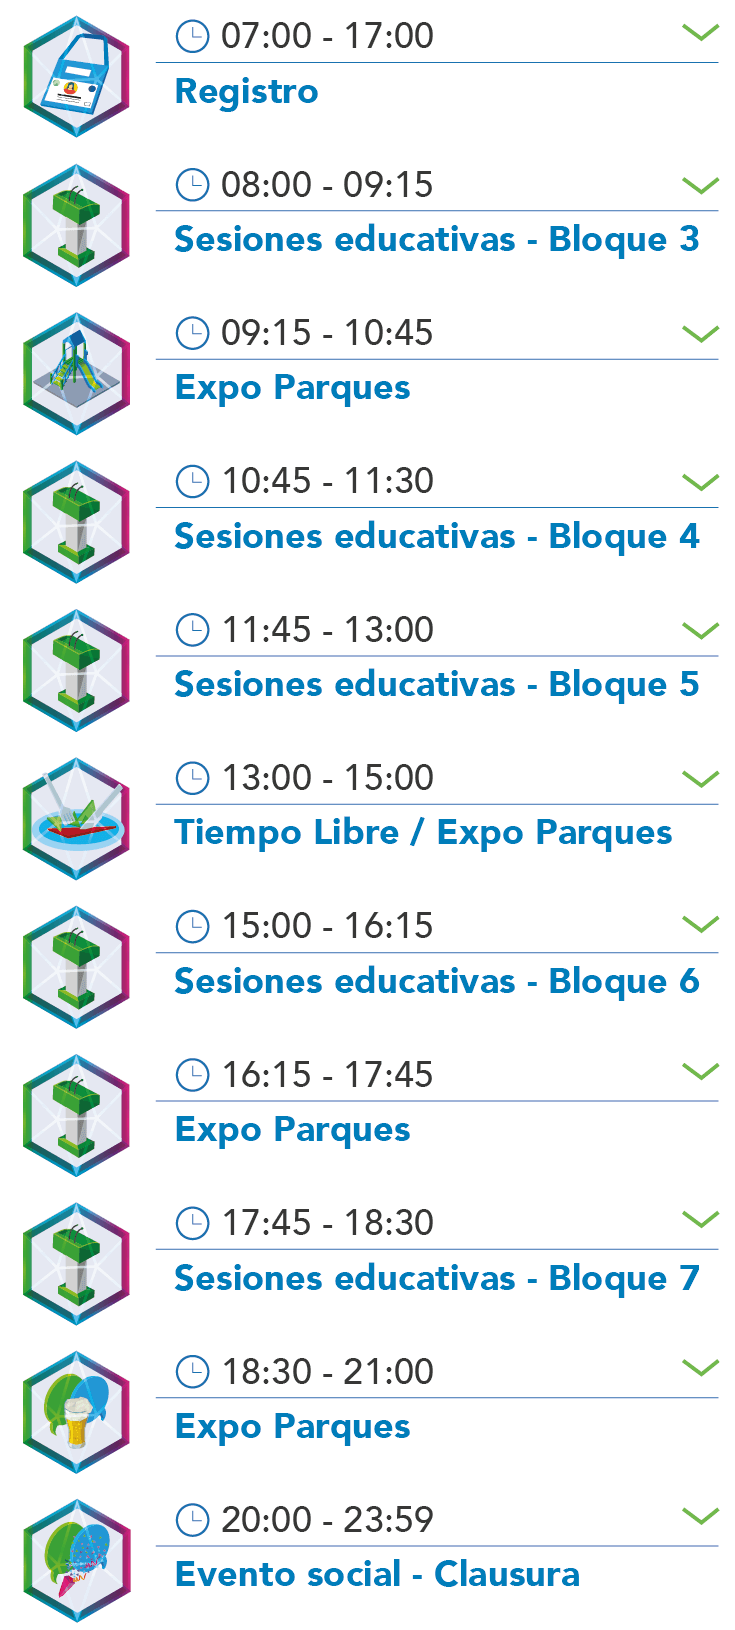 07:00 - 17:00
Registro
08:00 - 09:15
Sesiones educativas - Bloque 3
09:15 - 10:45
Expo Parques
10:45 - 11:30
Sesiones educativas - Bloque 4
11:45 - 13:00
Sesiones educativas - Bloque 5
13:00 - 15:00
Tiempo Libre / Expo Parques
15:00 - 16:15
Sesiones educativas - Bloque 6
16:15 - 17:45
Expo Parques
17:45 - 18:30
Sesiones educativas - Bloque 7
18:30 - 21:00
Expo Parques
20:00 - 23:59
Evento social - Clausura